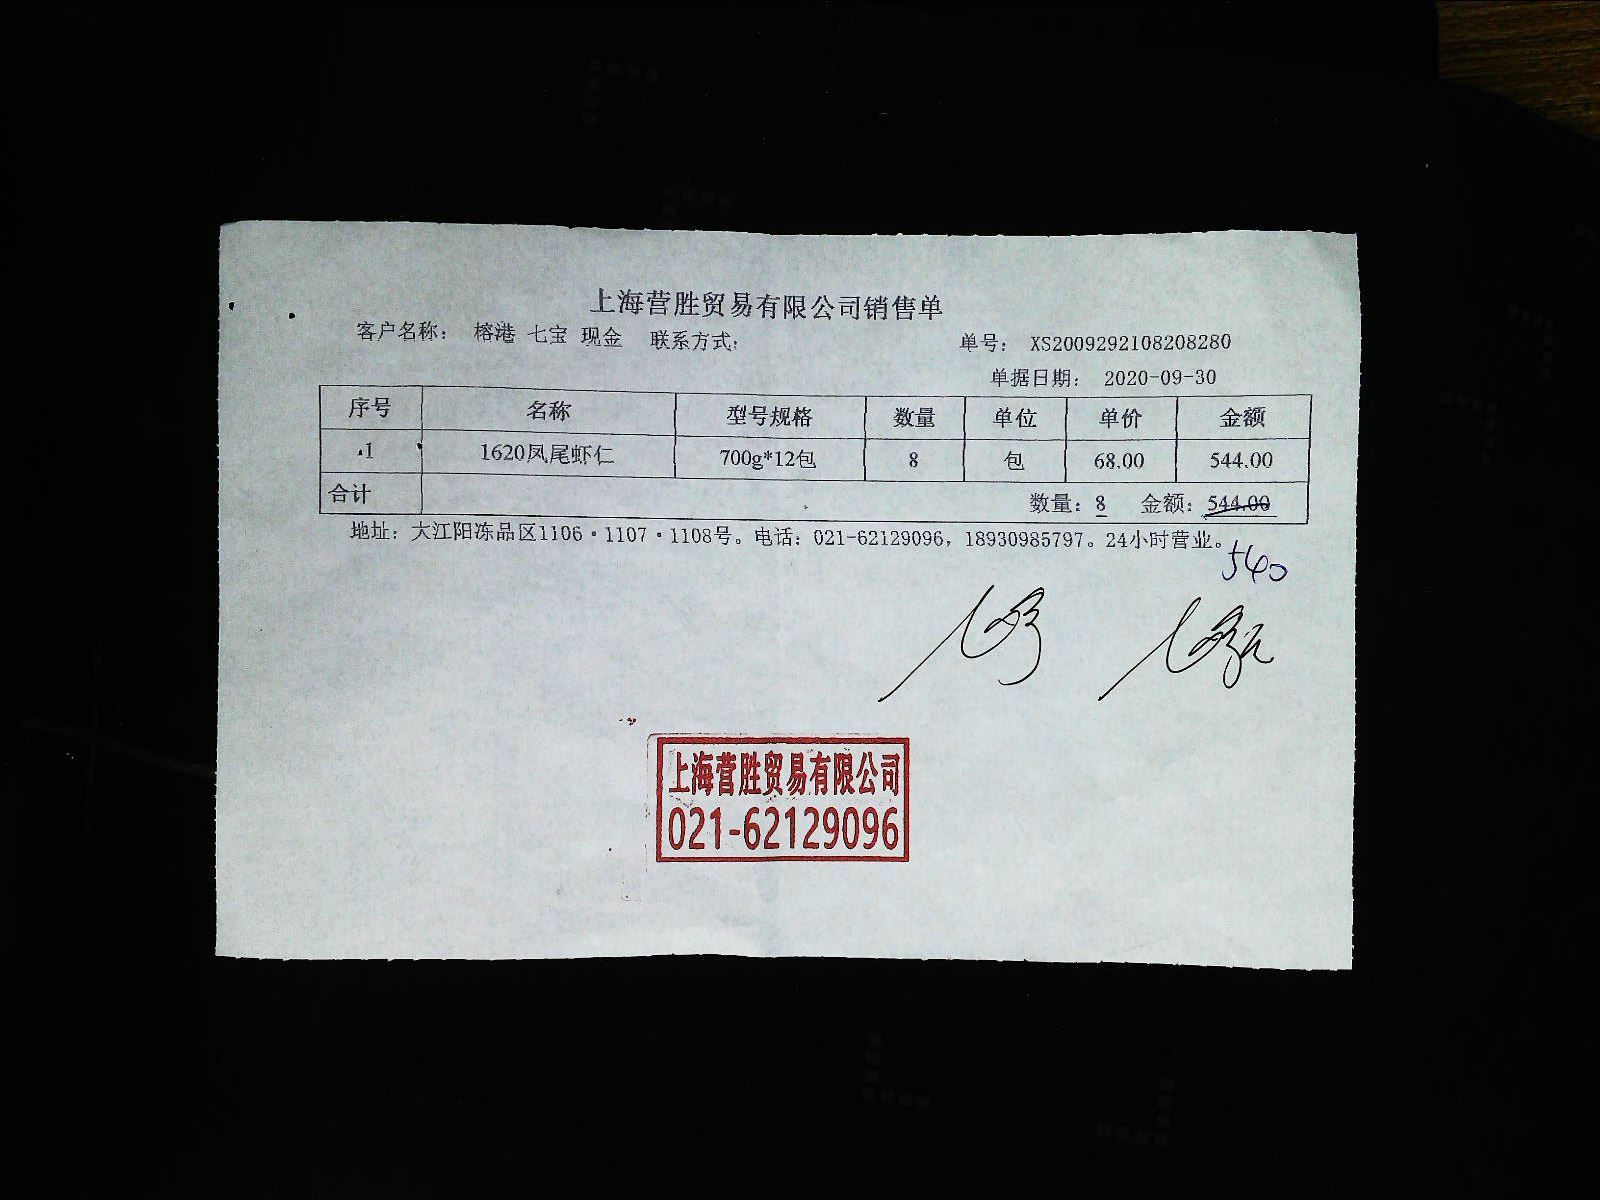 上海营胜贸易有限公司销售单
客户名称： 榕港 七宝 现金 联系方式： 单号： XS2009292108208280
单据日期： 2020-09-30
序号 名称 型号规格 数量 单位 单价 金额
1 1620凤尾虾仁 700g*12包 8 包 68.00 544.00
合计 数量：8 金额：544.00
地址：大江阳冻品区1106·1107·1108号。电话：021-62129096，18930985797。24小时营业。
540
上海营胜贸易有限公司
021-62129096